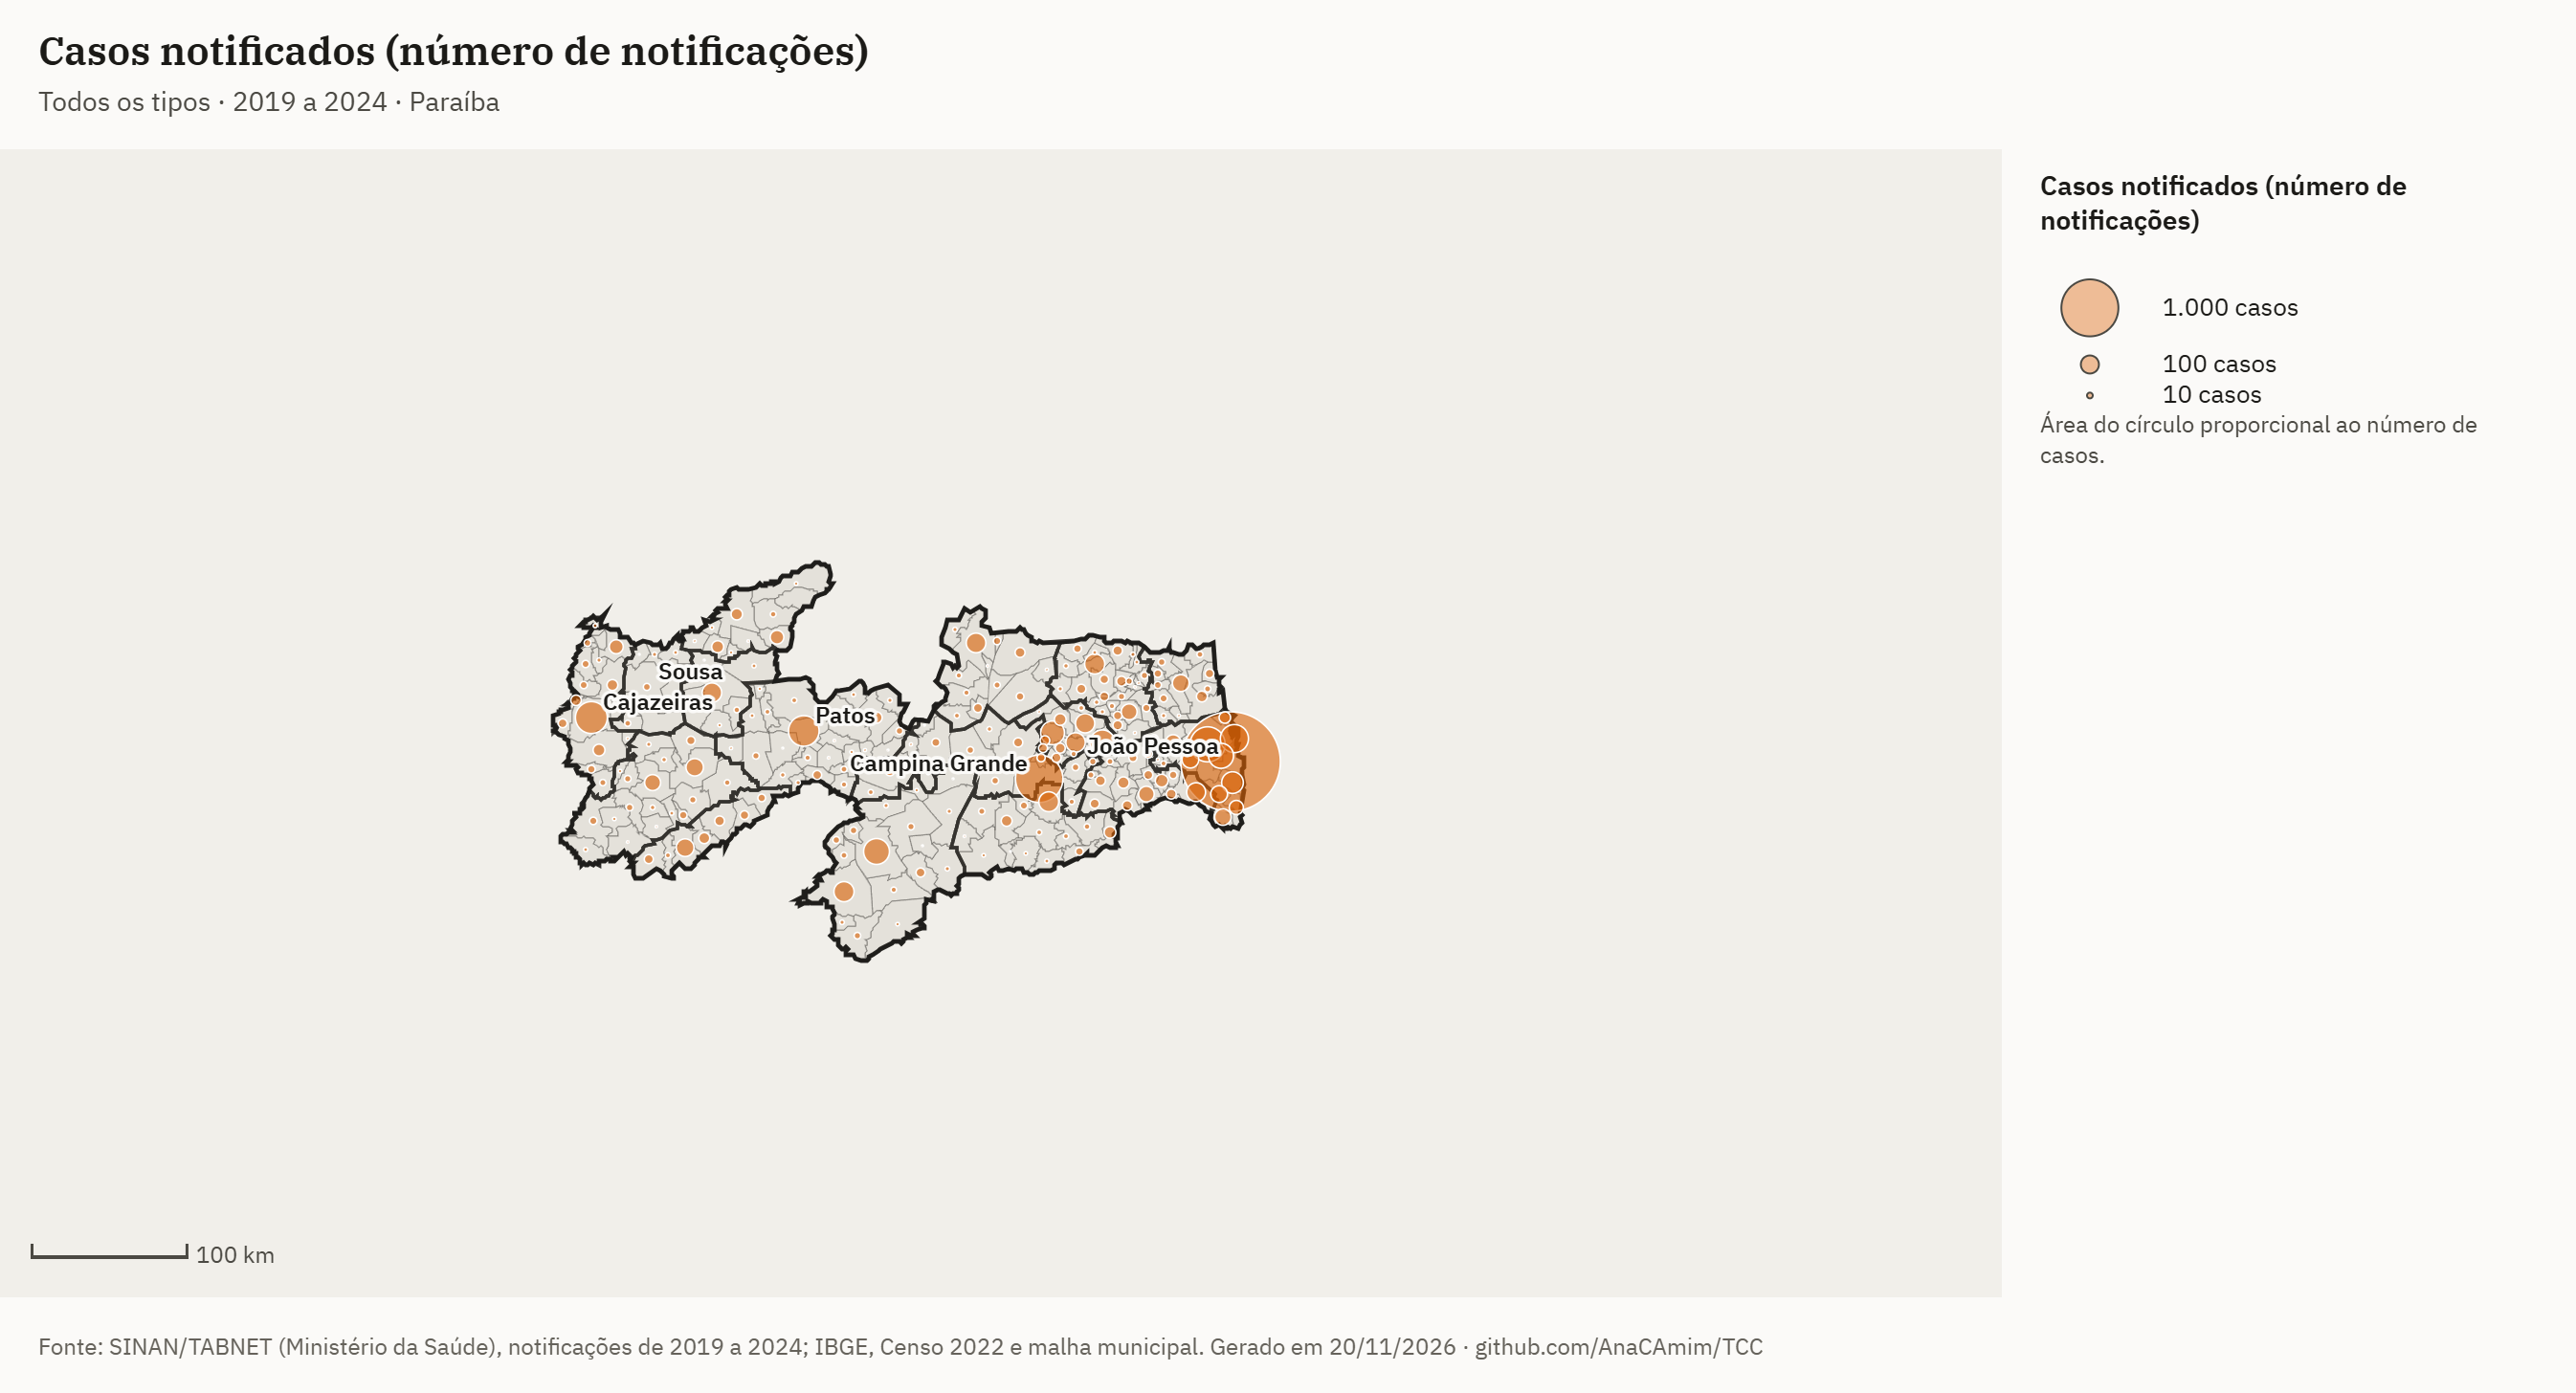 Casos notificados (número de notificações)
Todos os tipos · 2019 a 2024 · Paraíba
Casos notificados (número de
notificações)
1.000 casos
100 casos
10 casos
Área do círculo proporcional ao número de
casos.
Sousa
Cajazeiras
Patos
João Pessoa
Campina Grande
100 km
Fonte: SINAN/TABNET (Ministério da Saúde), notificações de 2019 a 2024; IBGE, Censo 2022 e malha municipal. Gerado em 20/11/2026 · github.com/AnaCAmim/TCC